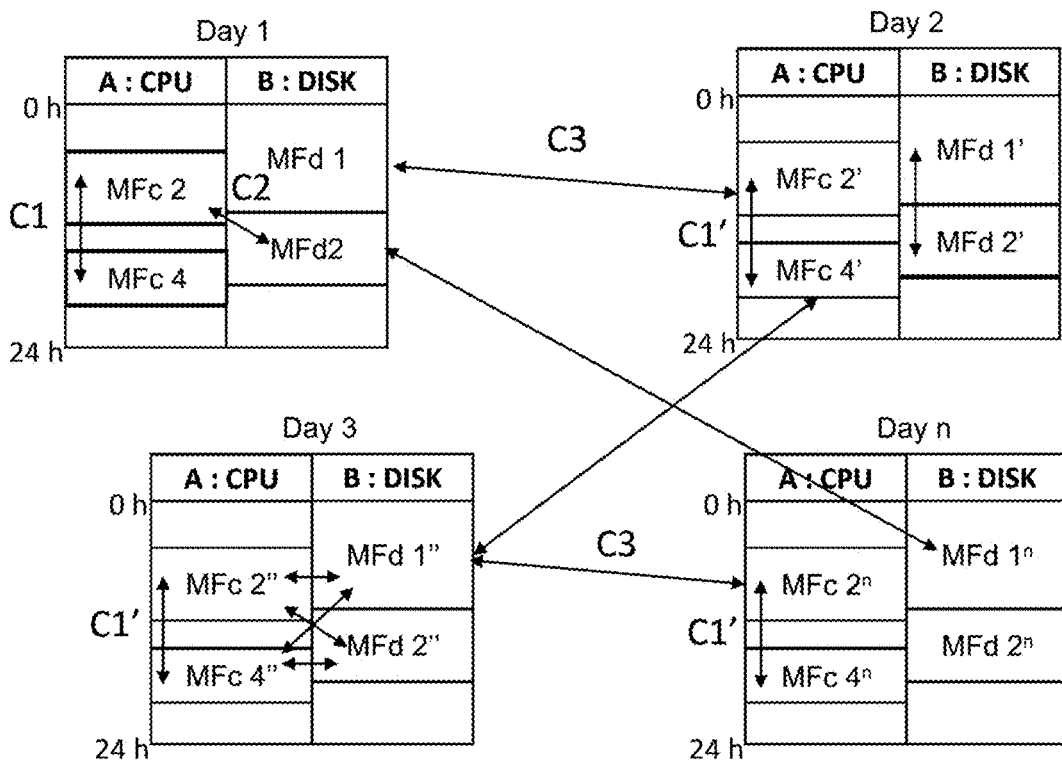 Day 1
A : CPU
B : DISK
0 h
MFd 1
MFc 2
C2
C1
MFd2
MFc 4
24 h
C3
Day 2
A : CPU
B : DISK
0 h
MFd 1'
MFc 2'
C1'
MFd 2'
MFc 4'
24 h
Day 3
A : CPU
B : DISK
0 h
MFd 1''
MFc 2''
C1'
MFd 2''
MFc 4''
24 h
C3
Day n
A : CPU
B : DISK
0 h
MFd 1ⁿ
MFc 2ⁿ
C1'
MFd 2ⁿ
MFc 4ⁿ
24 h